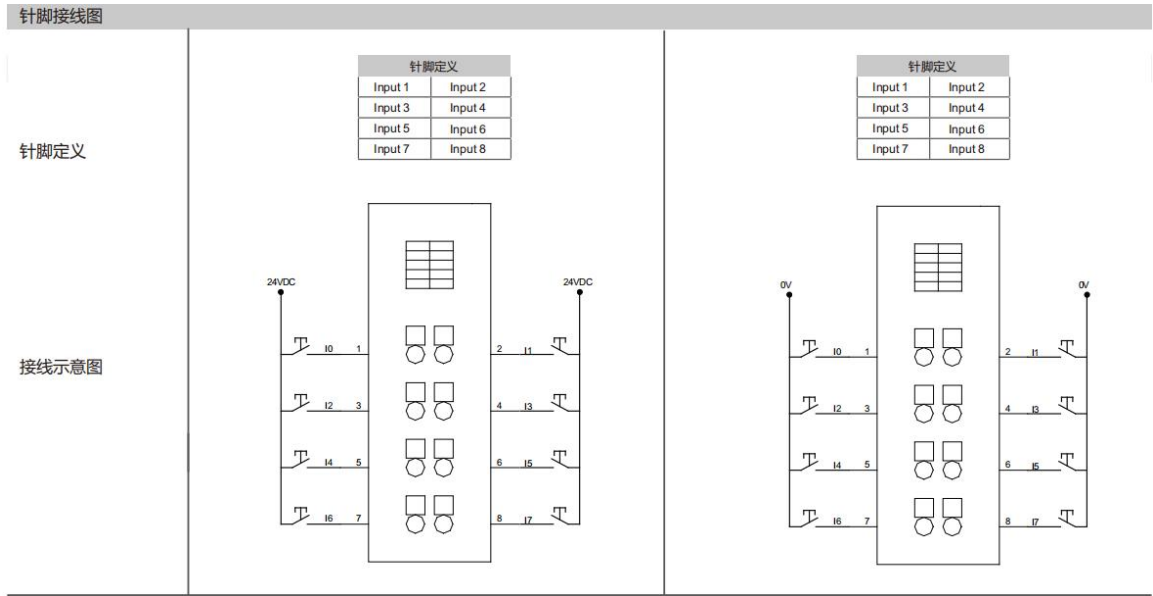 针脚接线图
针脚定义
针脚定义
Input 1 Input 2
Input 3 Input 4
Input 5 Input 6
Input 7 Input 8
针脚定义
Input 1 Input 2
Input 3 Input 4
Input 5 Input 6
Input 7 Input 8
接线示意图
24VDC 24VDC
I0 1 2 I1
I2 3 4 I3
I4 5 6 I5
I6 7 8 I7
0V 0V
I0 1 2 I1
I2 3 4 I3
I4 5 6 I5
I6 7 8 I7